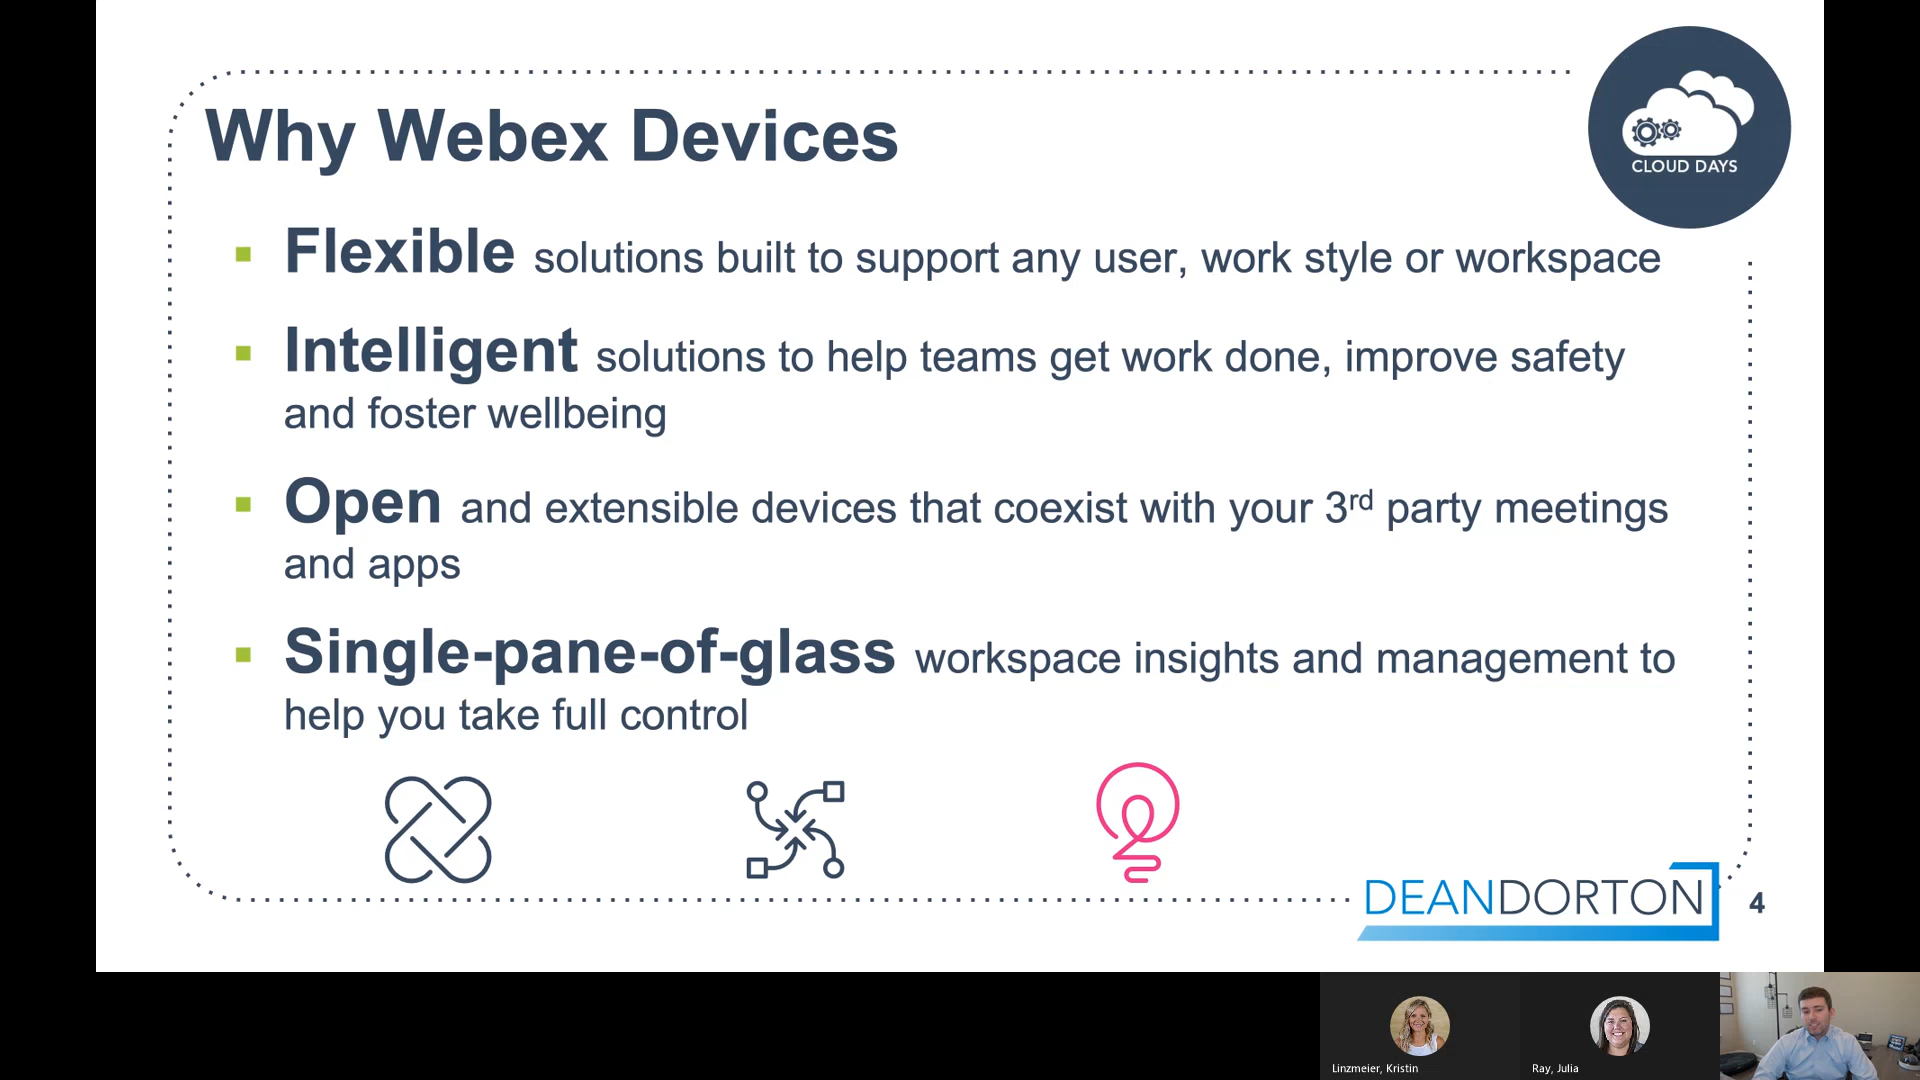 CLOUD DAYS
Why Webex Devices
Flexible solutions built to support any user, work style or workspace
Intelligent solutions to help teams get work done, improve safety
and foster wellbeing
Open and extensible devices that coexist with your 3rd party meetings
and apps
Single-pane-of-glass workspace insights and management to
help you take full control
DEANDORTON
4
Linzmeier, Kristin
Ray, Julia